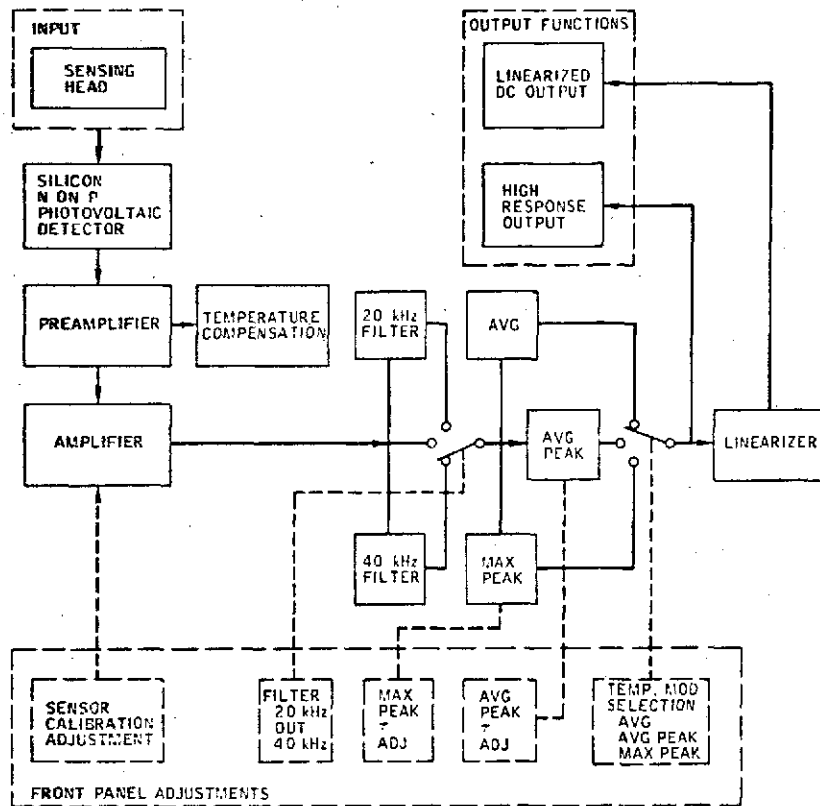 INPUT
SENSING
HEAD
OUTPUT FUNCTIONS
LINEARIZED
DC OUTPUT
HIGH
RESPONSE
OUTPUT
SILICON
N ON P
PHOTOVOLTAIC
DETECTOR
PREAMPLIFIER
TEMPERATURE
COMPENSATION
20 kHz
FILTER
AVG
AMPLIFIER
AVG
PEAK
LINEARIZER
40 kHz
FILTER
MAX
PEAK
SENSOR
CALIBRATION
ADJUSTMENT
FILTER
20 kHz
OUT
40 kHz
MAX
PEAK
τ
ADJ
AVG
PEAK
τ
ADJ
TEMP. MOD
SELECTION
AVG
AVG PEAK
MAX PEAK
FRONT PANEL ADJUSTMENTS